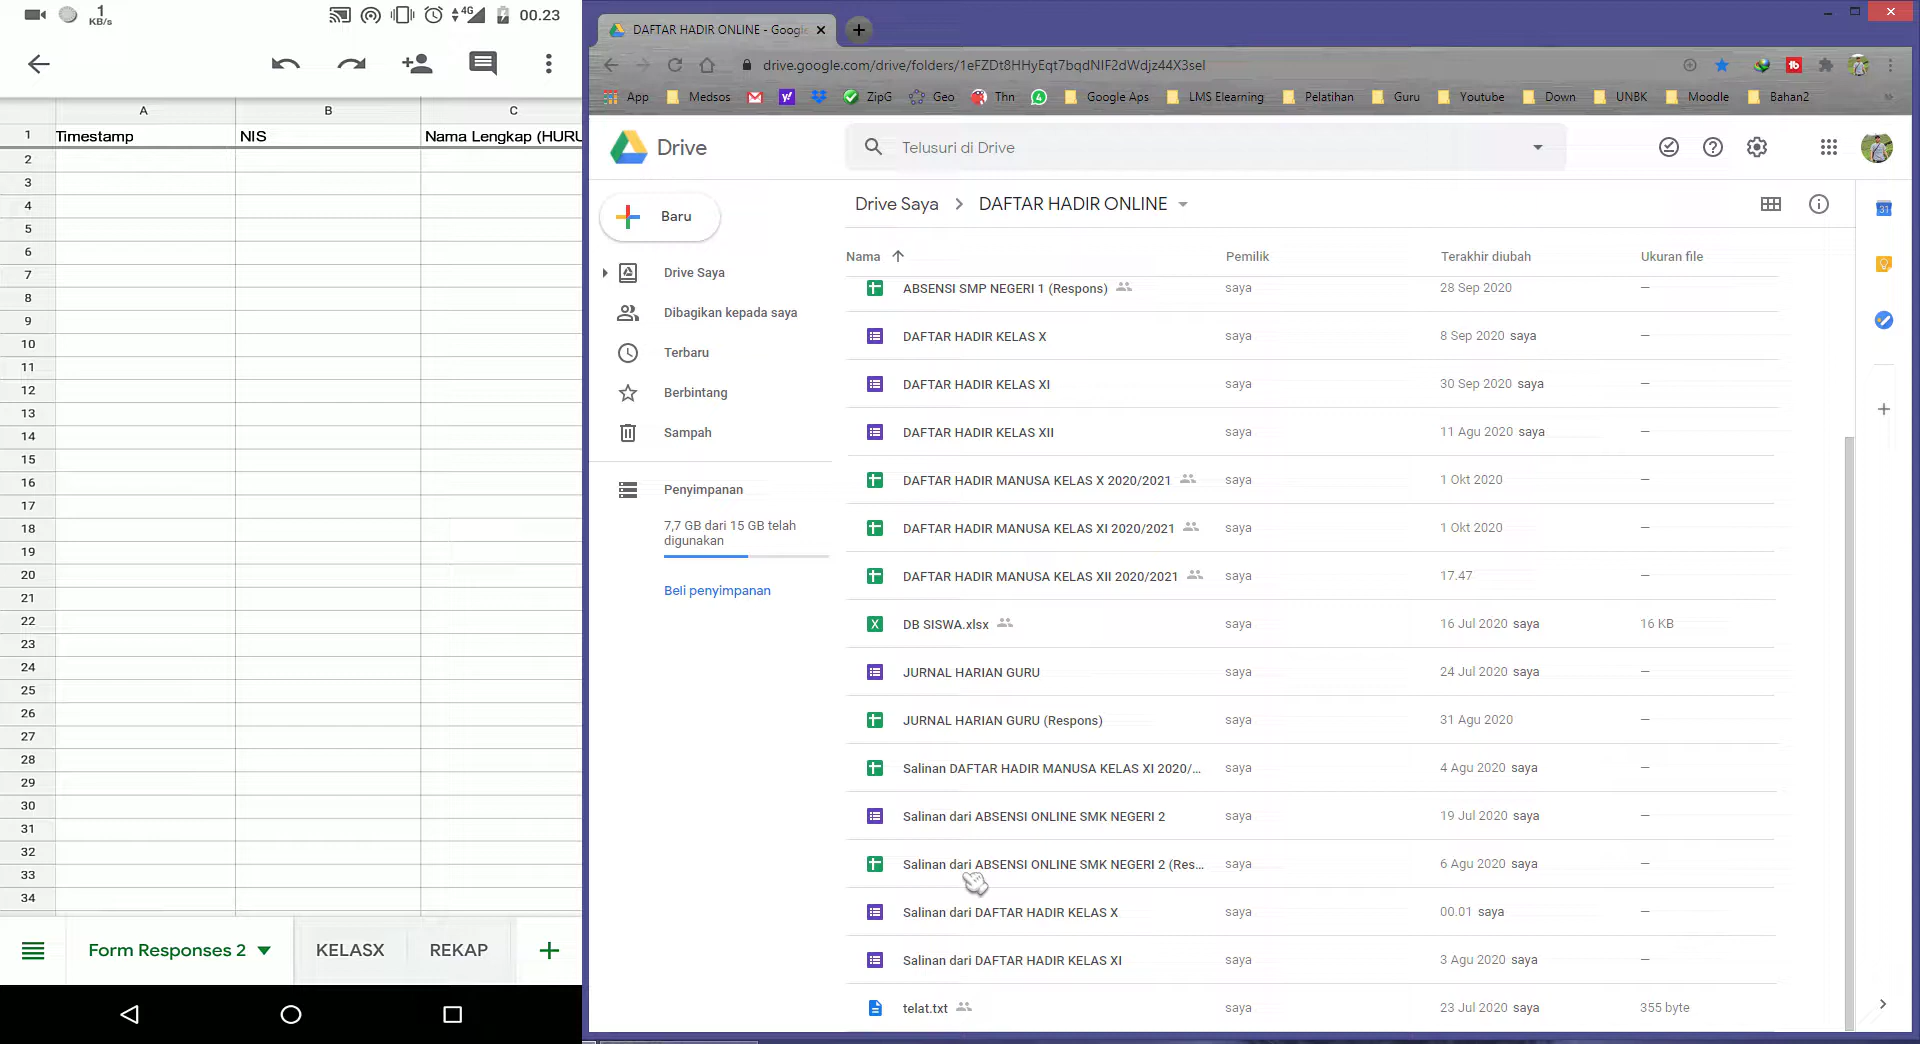 1
KB/s
4G
00.23
A
B
C
1
Timestamp
NIS
Nama Lengkap (HURU
2
3
4
5
6
7
8
9
10
11
12
13
14
15
16
17
18
19
20
21
22
23
24
25
26
27
28
29
30
31
32
33
34
Form Responses 2
KELASX
REKAP
DAFTAR HADIR ONLINE - Googl
drive.google.com/drive/folders/1eFZDt8HHyEqt7bqdNIF2dWdjz44X3sel
App
Medsos
ZipG
Geo
Thn
Google Aps
LMS Elearning
Pelatihan
Guru
Youtube
Down
UNBK
Moodle
Bahan2
Drive
Telusuri di Drive
Baru
Drive Saya
Dibagikan kepada saya
Terbaru
Berbintang
Sampah
Penyimpanan
7,7 GB dari 15 GB telah
digunakan
Beli penyimpanan
Drive Saya
DAFTAR HADIR ONLINE
Nama
Pemilik
Terakhir diubah
Ukuran file
ABSENSI SMP NEGERI 1 (Respons) saya 28 Sep 2020 —
DAFTAR HADIR KELAS X saya 8 Sep 2020 saya —
DAFTAR HADIR KELAS XI saya 30 Sep 2020 saya —
DAFTAR HADIR KELAS XII saya 11 Agu 2020 saya —
DAFTAR HADIR MANUSA KELAS X 2020/2021 saya 1 Okt 2020 —
DAFTAR HADIR MANUSA KELAS XI 2020/2021 saya 1 Okt 2020 —
DAFTAR HADIR MANUSA KELAS XII 2020/2021 saya 17.47 —
DB SISWA.xlsx saya 16 Jul 2020 saya 16 KB
JURNAL HARIAN GURU saya 24 Jul 2020 saya —
JURNAL HARIAN GURU (Respons) saya 31 Agu 2020 —
Salinan DAFTAR HADIR MANUSA KELAS XI 2020/... saya 4 Agu 2020 saya —
Salinan dari ABSENSI ONLINE SMK NEGERI 2 saya 19 Jul 2020 saya —
Salinan dari ABSENSI ONLINE SMK NEGERI 2 (Res... saya 6 Agu 2020 saya —
Salinan dari DAFTAR HADIR KELAS X saya 00.01 saya —
Salinan dari DAFTAR HADIR KELAS XI saya 3 Agu 2020 saya —
telat.txt saya 23 Jul 2020 saya 355 byte
31